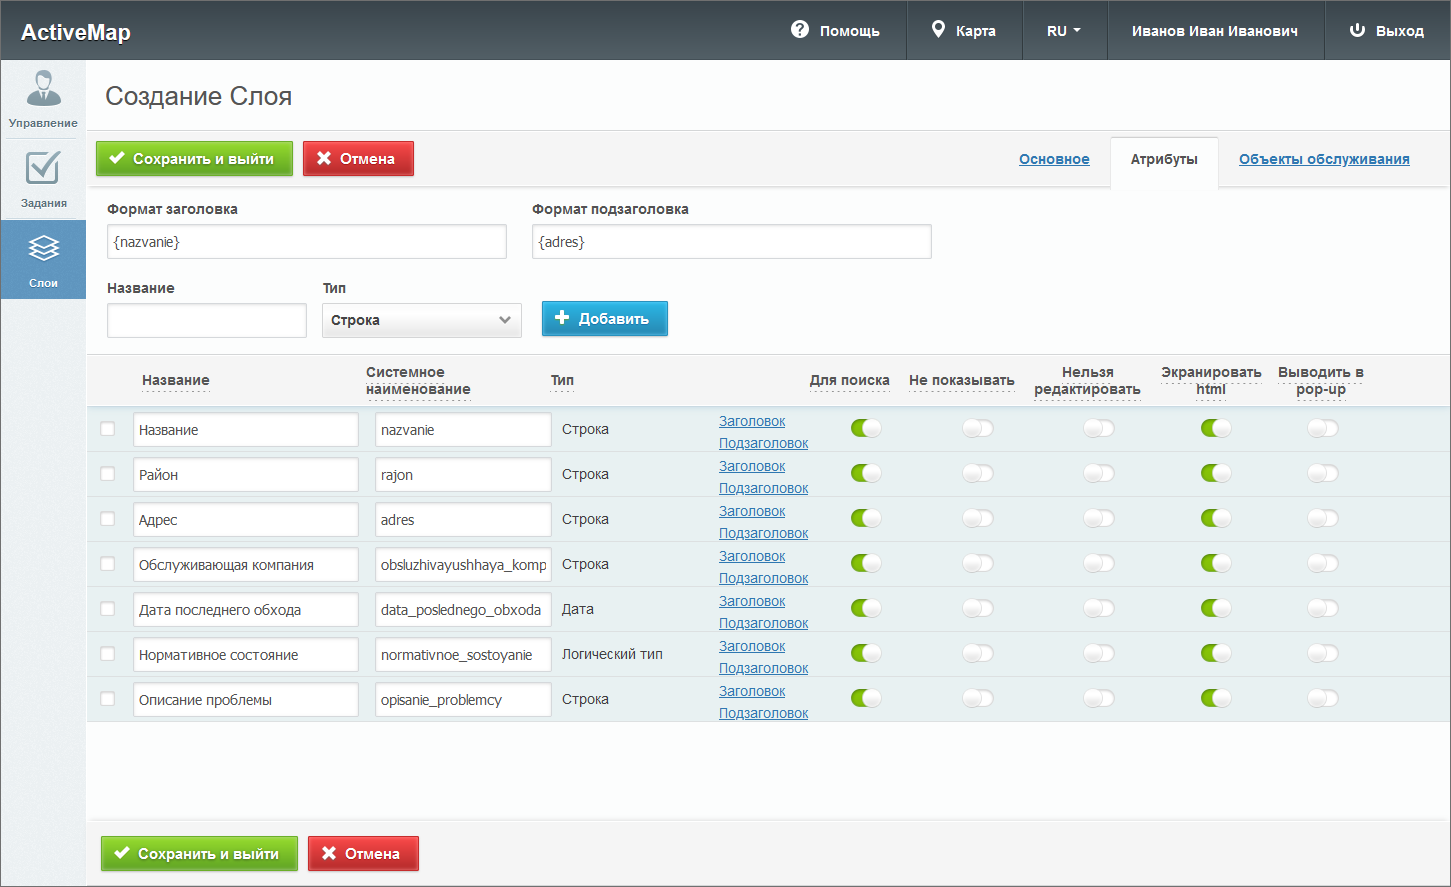 ActiveMap
Помощь
Карта
RU
Иванов Иван Иванович
Выход
Управление
Задания
Слои
Создание Слоя
Сохранить и выйти
Отмена
Основное
Атрибуты
Объекты обслуживания
Формат заголовка
Формат подзаголовка
{nazvanie}
{adres}
Название
Тип
Строка
Добавить
Название
Системное
наименование
Тип
Для поиска
Не показывать
Нельзя
редактировать
Экранировать
html
Выводить в
pop-up
Название
nazvanie
Строка
Заголовок
Подзаголовок
Район
rajon
Строка
Заголовок
Подзаголовок
Адрес
adres
Строка
Заголовок
Подзаголовок
Обслуживающая компания
obsluzhivayushhaya_komp
Строка
Заголовок
Подзаголовок
Дата последнего обхода
data_poslednego_obxoda
Дата
Заголовок
Подзаголовок
Нормативное состояние
normativnoe_sostoyanie
Логический тип
Заголовок
Подзаголовок
Описание проблемы
opisanie_problemcy
Строка
Заголовок
Подзаголовок
Сохранить и выйти
Отмена